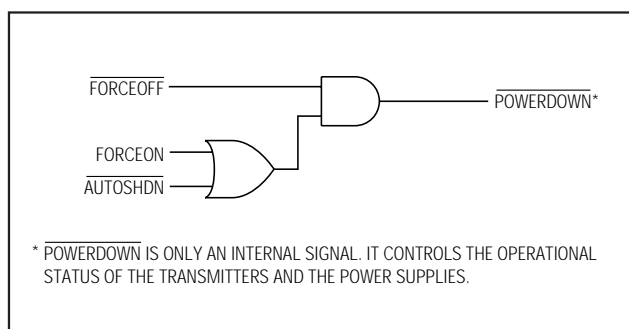 FORCEOFF
POWERDOWN*
FORCEON
AUTOSHDN
* POWERDOWN IS ONLY AN INTERNAL SIGNAL. IT CONTROLS THE OPERATIONAL
STATUS OF THE TRANSMITTERS AND THE POWER SUPPLIES.